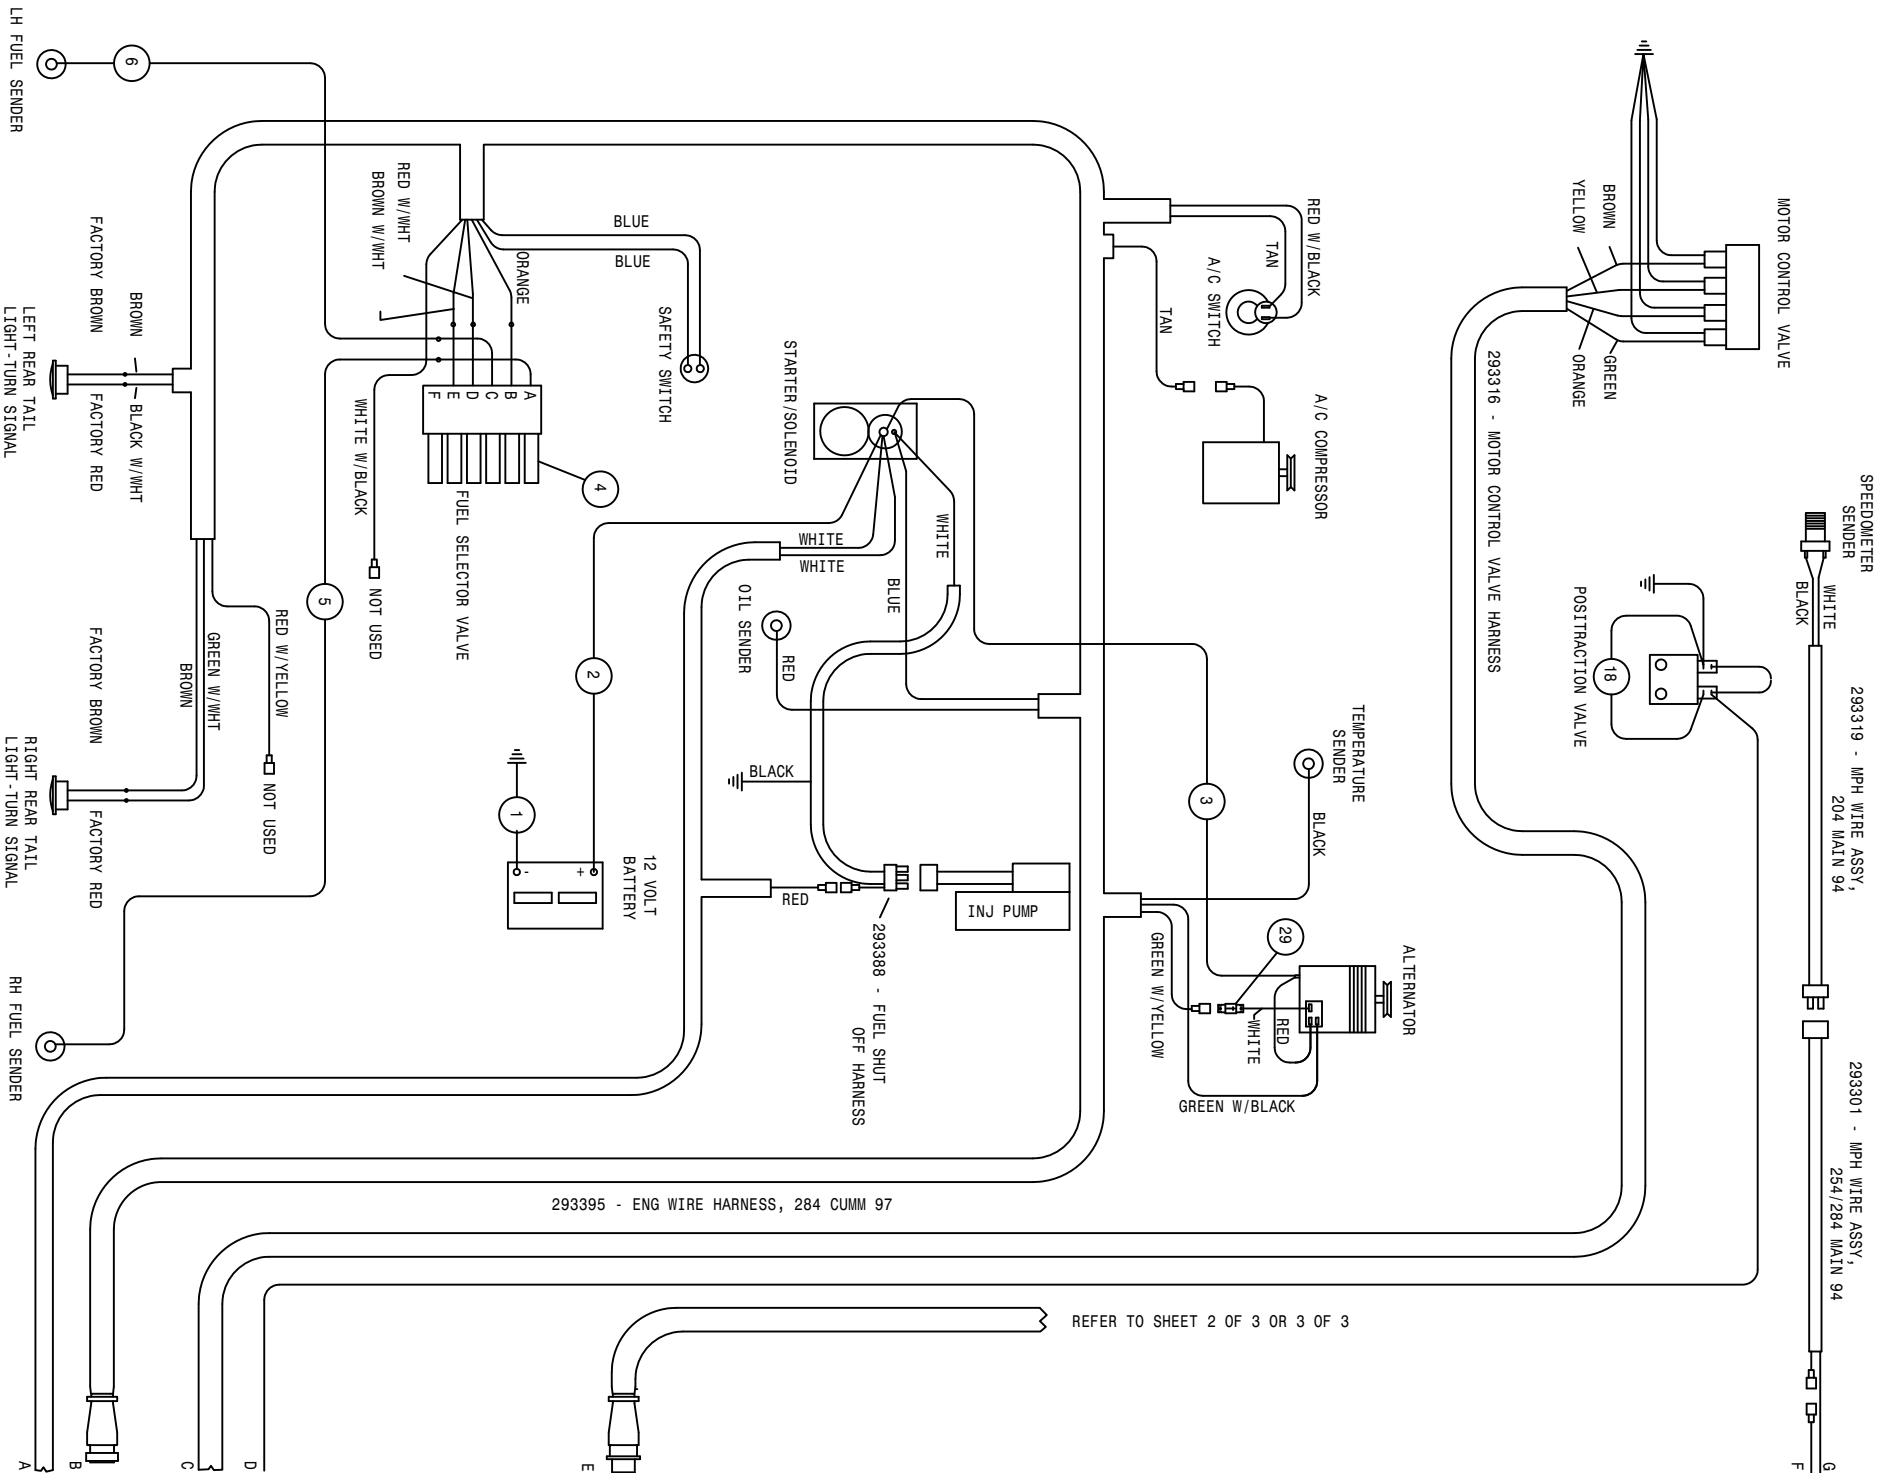 LH FUEL SENDER
6
MOTOR CONTROL VALVE
BROWN
YELLOW
GREEN
ORANGE
293316 - MOTOR CONTROL VALVE HARNESS
RED W/BLACK
TAN
A/C SWITCH
TAN
A/C COMPRESSOR
BLUE
BLUE
SAFETY SWITCH
RED W/WHT
BROWN W/WHT
ORANGE
A
B
C
D
E
F
4
FUEL SELECTOR VALVE
WHITE W/BLACK
NOT USED
FACTORY BROWN
BROWN
FACTORY RED
BLACK W/WHT
LEFT REAR TAIL
LIGHT-TURN SIGNAL
STARTER/SOLENOID
WHITE
WHITE
WHITE
BLUE
OIL SENDER
RED
2
5
RED W/YELLOW
NOT USED
GREEN W/WHT
BROWN
FACTORY BROWN
FACTORY RED
RIGHT REAR TAIL
LIGHT-TURN SIGNAL
RH FUEL SENDER
1
-
+
12 VOLT
BATTERY
BLACK
RED
INJ PUMP
293388 - FUEL SHUT
OFF HARNESS
3
TEMPERATURE
SENDER
BLACK
29
ALTERNATOR
GREEN W/YELLOW
WHITE
RED
GREEN W/BLACK
SPEEDOMETER
SENDER
WHITE
BLACK
POSITRACTION VALVE
18
293319 - MPH WIRE ASSY,
204 MAIN 94
293301 - MPH WIRE ASSY,
254/284 MAIN 94
293395 - ENG WIRE HARNESS, 284 CUMM 97
REFER TO SHEET 2 OF 3 OR 3 OF 3
A
B
C
D
E
F
G